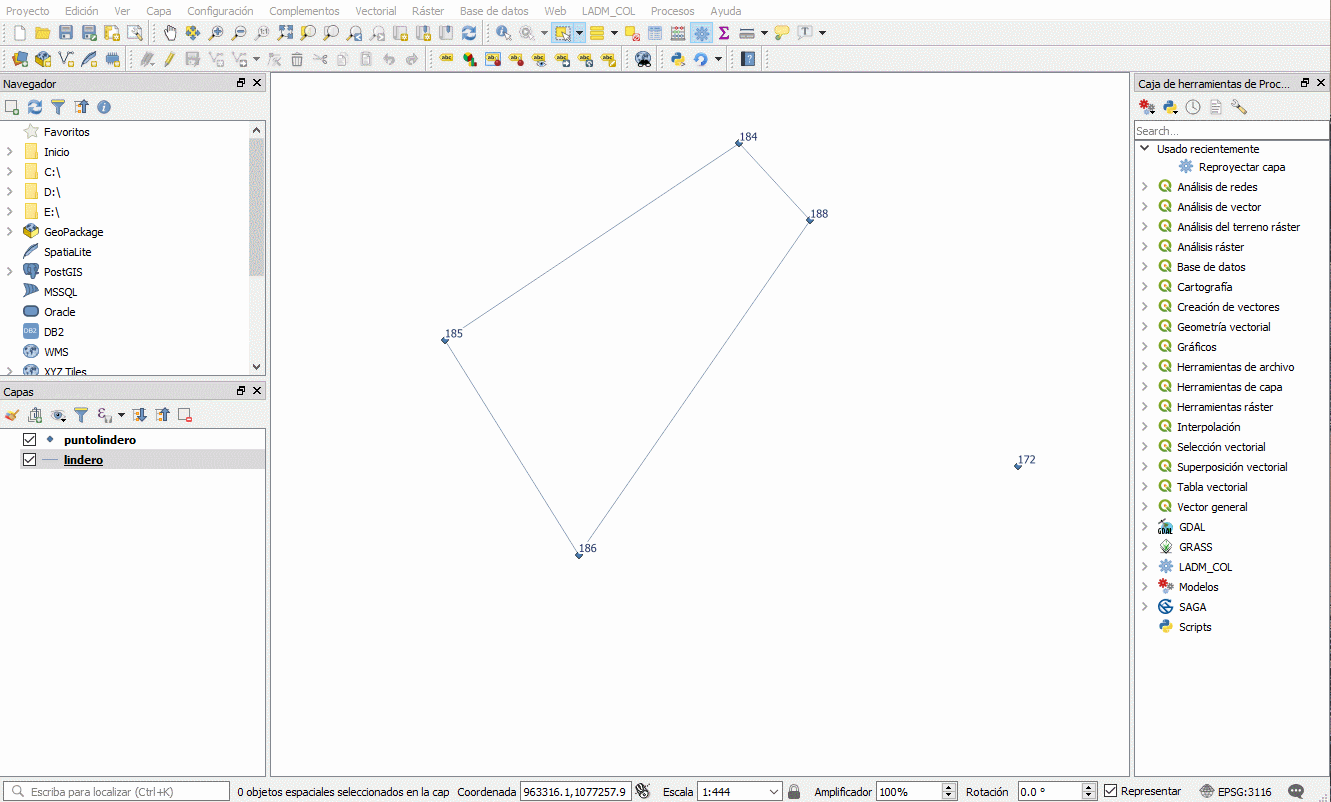 Proyecto Edición Ver Capa Configuración Complementos Vectorial Ráster Base de datos Web LADM_COL Procesos Ayuda
Navegador
Favoritos
Inicio
C:\
D:\
E:\
GeoPackage
SpatiaLite
PostGIS
MSSQL
Oracle
DB2
WMS
XYZ Tiles
Capas
puntolindero
lindero
184
188
185
186
172
Caja de herramientas de Proc...
Search...
Usado recientemente
Reproyectar capa
Análisis de redes
Análisis de vector
Análisis del terreno ráster
Análisis ráster
Base de datos
Cartografía
Creación de vectores
Geometría vectorial
Gráficos
Herramientas de archivo
Herramientas de capa
Herramientas ráster
Interpolación
Selección vectorial
Superposición vectorial
Tabla vectorial
Vector general
GDAL
GRASS
LADM_COL
Modelos
SAGA
Scripts
Escriba para localizar (Ctrl+K) 0 objetos espaciales seleccionados en la cap Coordenada 963316.1,1077257.9 Escala 1:444 Amplificador 100% Rotación 0.0 ° Representar EPSG:3116